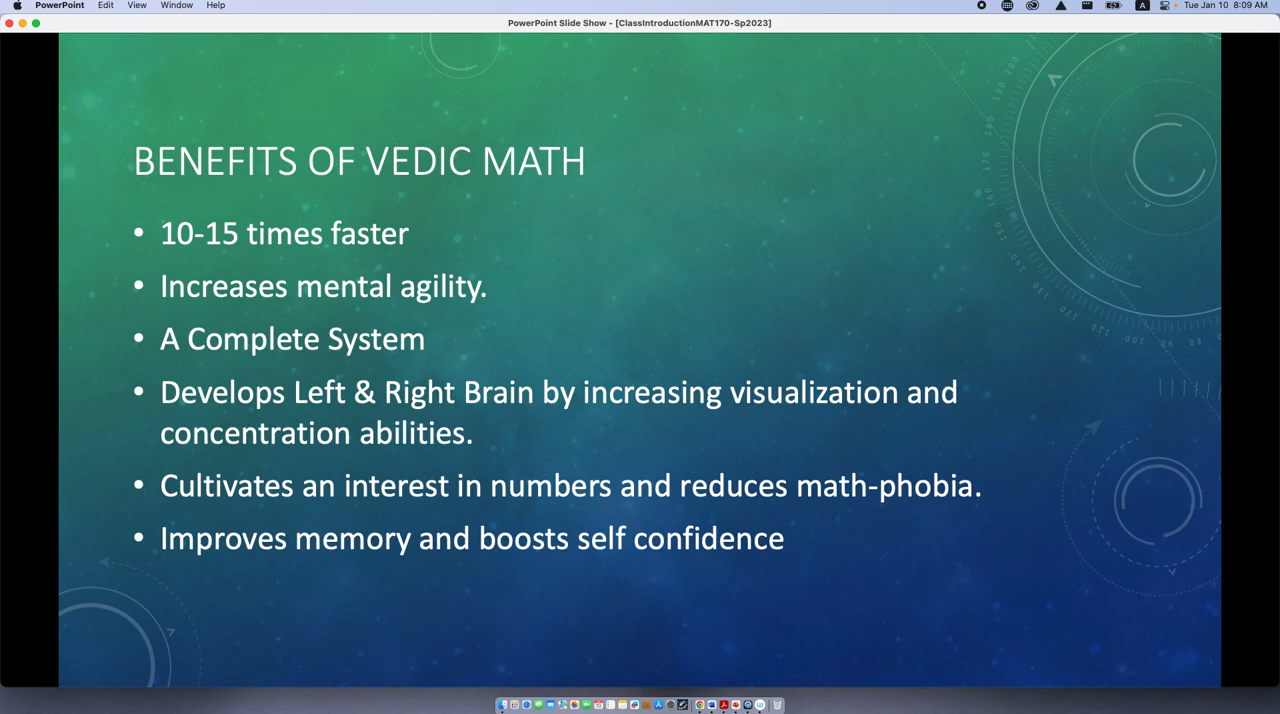 PowerPoint Edit View Window Help A Tue Jan 10 8:09 AM
PowerPoint Slide Show - [ClassIntroductionMAT170-Sp2023]
BENEFITS OF VEDIC MATH
• 10-15 times faster
• Increases mental agility.
• A Complete System
• Develops Left & Right Brain by increasing visualization and
concentration abilities.
• Cultivates an interest in numbers and reduces math-phobia.
• Improves memory and boosts self confidence